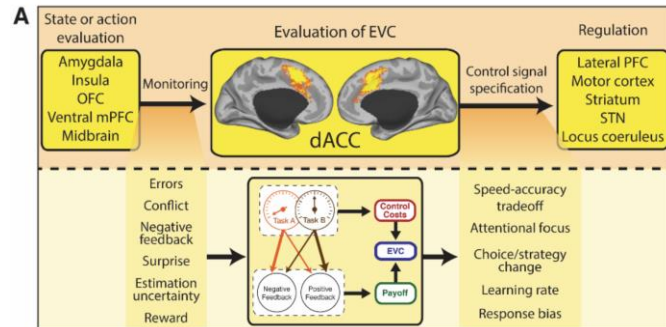 A
State or action
evaluation
Amygdala
Insula
OFC
Ventral mPFC
Midbrain
Monitoring
Evaluation of EVC
dACC
Control signal
specification
Regulation
Lateral PFC
Motor cortex
Striatum
STN
Locus coeruleus
Errors
Conflict
Negative
feedback
Surprise
Estimation
uncertainty
Reward
Task A
Task B
Negative
Feedback
Positive
Feedback
Control
Costs
EVC
Payoff
Speed-accuracy
tradeoff
Attentional focus
Choice/strategy
change
Learning rate
Response bias